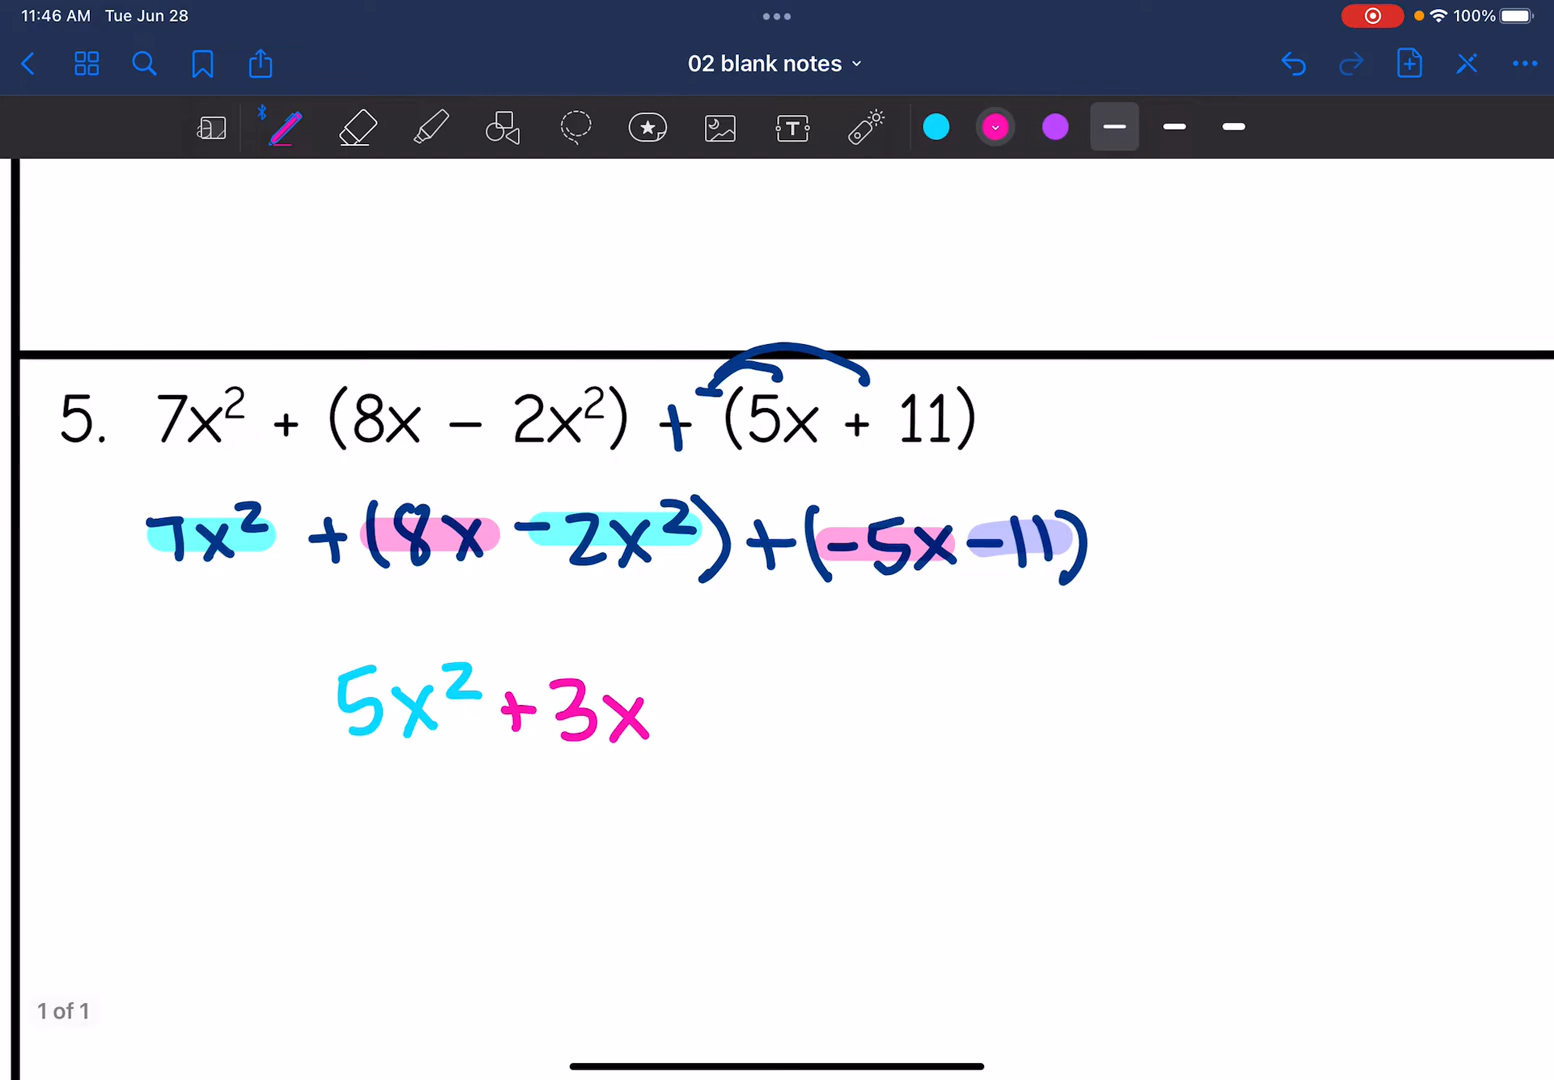 11:46 AM Tue Jun 28
100%
02 blank notes
T
5. 7x² + (8x – 2x²) + -(5x + 11)
7x² + (8x - 2x²) + (-5x - 11)
5x² + 3x
1 of 1